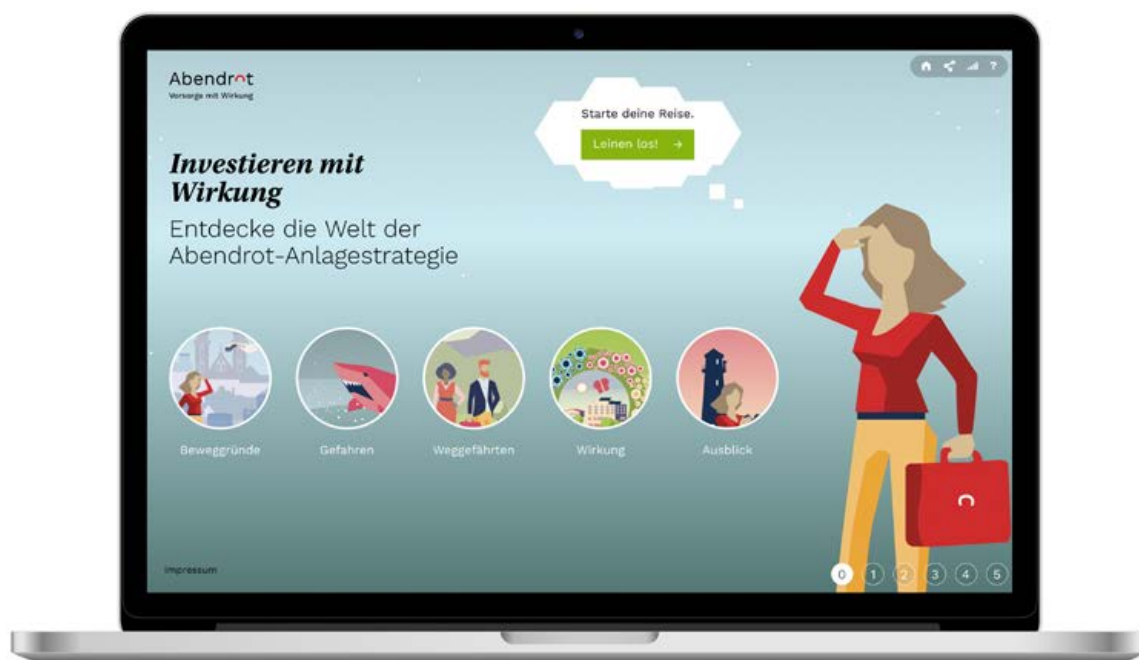 Abendrot
Vorsorge mit Wirkung
Starte deine Reise.
Leinen los! →
Investieren mit
Wirkung
Entdecke die Welt der
Abendrot-Anlagestrategie
Beweggründe
Gefahren
Weggefährten
Wirkung
Ausblick
Impressum
0 1 2 3 4 5
?